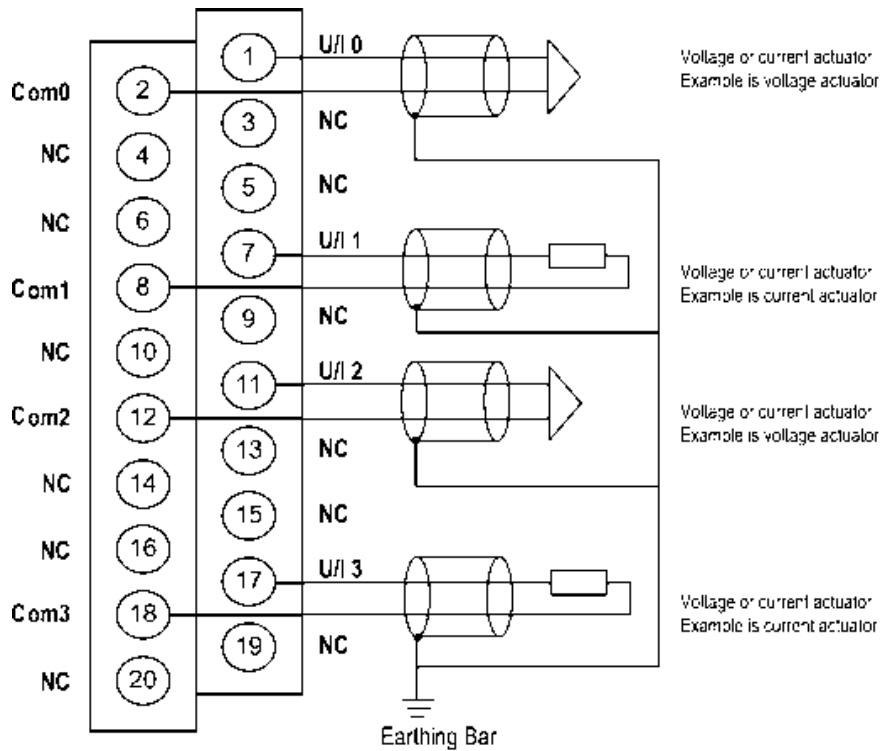 1 U/I 0
Voltage or current actuator
Example is voltage actuator
Com0 2
3 NC
NC 4
5 NC
NC 6
7 U/I 1
Voltage or current actuator
Example is current actuator
Com1 8
9 NC
NC 10
11 U/I 2
Voltage or current actuator
Example is voltage actuator
Com2 12
13 NC
NC 14
15 NC
NC 16
17 U/I 3
Voltage or current actuator
Example is current actuator
Com3 18
19 NC
NC 20
Earthing Bar